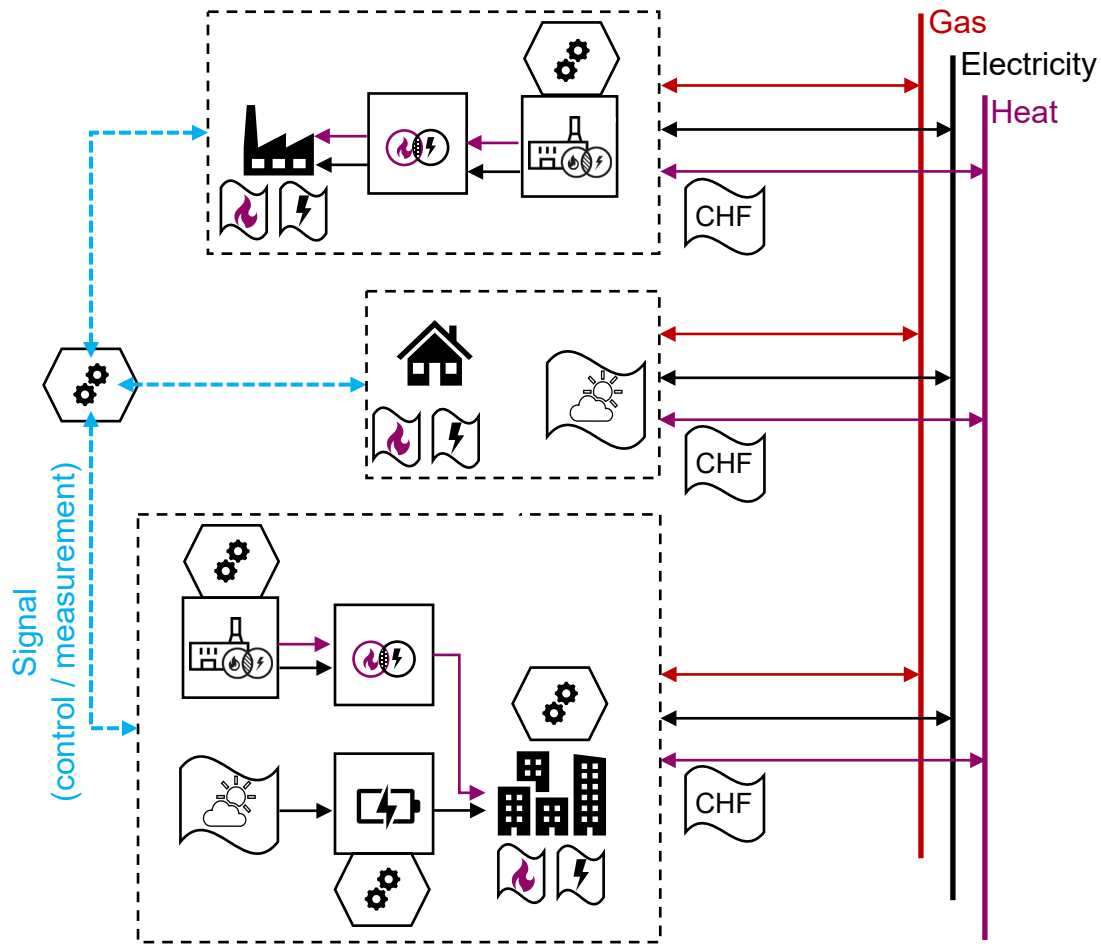 Gas
Electricity
Heat
CHF
CHF
Signal
(control / measurement)
CHF